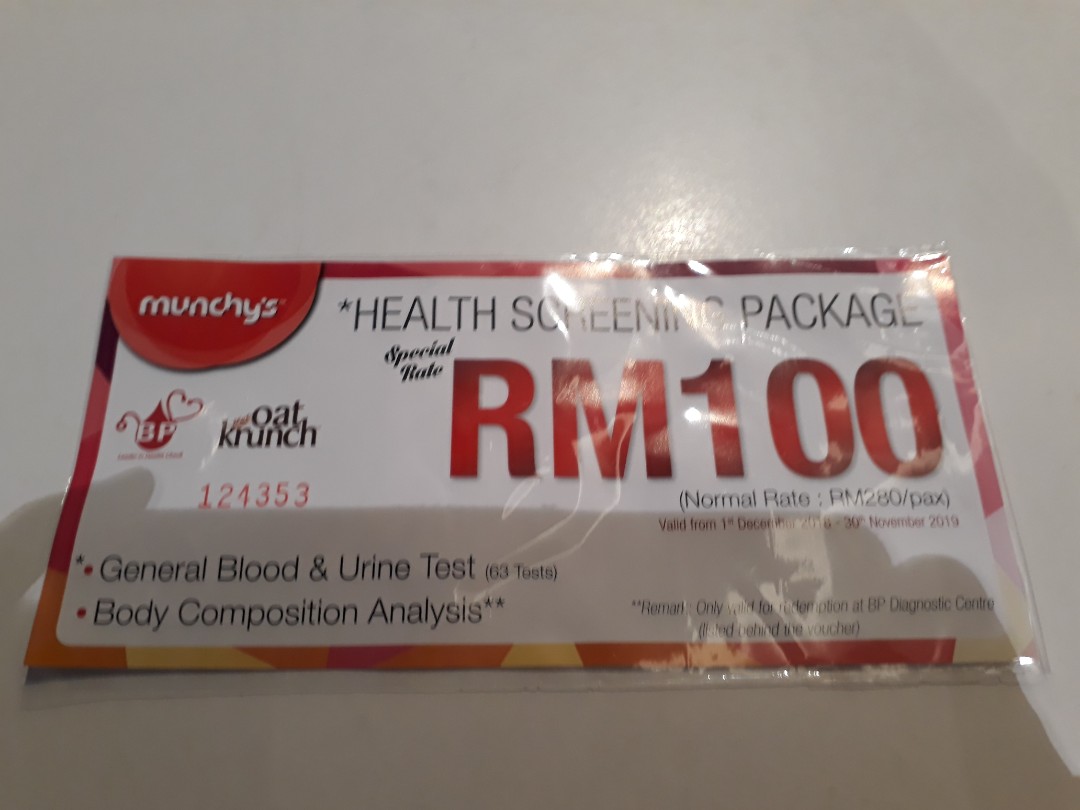 munchy's
*HEALTH SCREENING PACKAGE
Special
Rate
RM100
BP
oat
krunch
124353
(Normal Rate : RM280/pax)
Valid from 1st December 2018 - 30th November 2019
*• General Blood & Urine Test (63 Tests)
• Body Composition Analysis**
**Remark : Only valid for redemption at BP Diagnostic Centre
(listed behind the voucher)